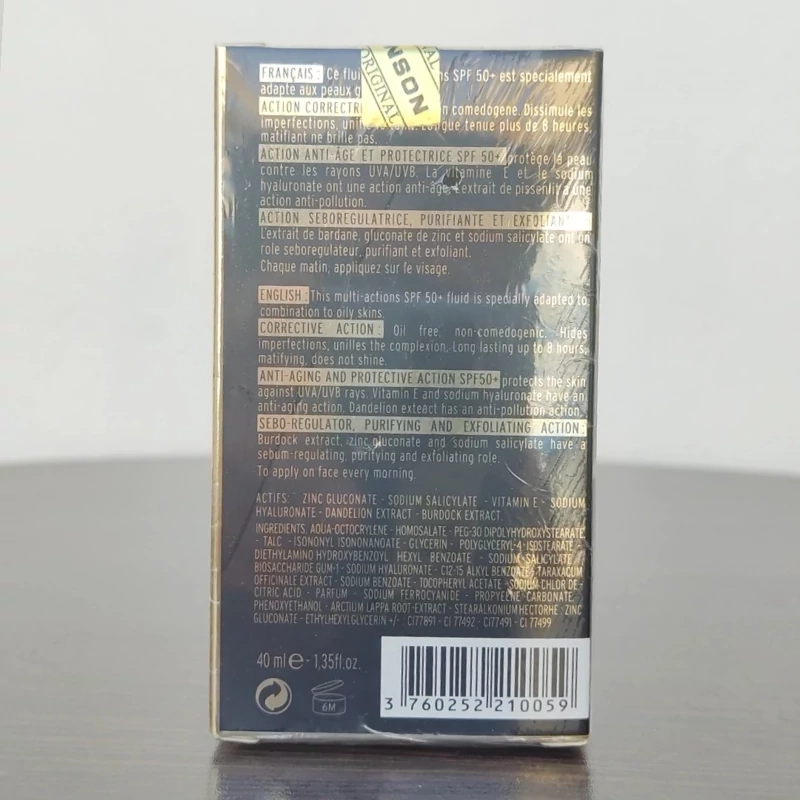 ORIGINAL
NSON
FRANÇAIS: Ce flui ns SPF 50+ est specialement
adapte aux peaux g
ACTION CORRECTRI n comedogene. Dissimule les
imperfections, unifie longue tenue plus de 8 heures,
matifiant ne brille pas.
ACTION ANTI-ÂGE ET PROTECTRICE SPF 50+ protège la peau
contre les rayons UVA/UVB. La vitamine E et le sodium
hyaluronate ont une action anti-âge L'extrait de pissenlit a une
action anti-pollution.
ACTION SEBOREGULATRICE, PURIFIANTE ET EXFOLIANT
L'extrait de bardane, gluconate de zinc et sodium salicylate ont un
role seboregulateur, purifiant et exfoliant.
Chaque matin, appliquez sur le visage.
ENGLISH: This multi-actions SPF 50+ fluid is specially adapted to
combination to oily skins.
CORRECTIVE ACTION: Oil free, non-comedogenic. Hides
imperfections, unilles the complexion. Long lasting up to 8 hours,
matifying, does not shine.
ANTI-AGING AND PROTECTIVE ACTION SPF50+ protects the skin
against UVA/UVB rays. Vitamin E and sodium hyaluronate have an
anti-aging action. Dandelion exteact has an anti-pollution action.
SEBO-REGULATOR, PURIFYING AND EXFOLIATING ACTION:
Burdock extract, zinc gluconate and sodium salicylate have a
sebum-regulating, purifying and exfoliating role.
To apply on face every morning.
ACTIFS: ZINC GLUCONATE - SODIUM SALICYLATE - VITAMIN E - SODIUM
HYALURONATE - DANDELION EXTRACT - BURDOCK EXTRACT.
INGREDIENTS. AQUA-OCTOCRYLENE - HOMOSALATE - PEG-30 DIPOLYHYDROXYSTEARATE
- TALC - ISONONYL ISONONANOATE - GLYCERIN - POLYGLYCERYL-4-ISOSTEARATE -
DIETHYLAMINO HYDROXYBENZOYL HEXYL BENZOATE - SODIUM-SALICYLATE -
BIOSACCHARIDE GUM-1 - SODIUM HYALURONATE - C12-15 ALKYL BENZOATE - TARAXACUM
OFFICINALE EXTRACT - SODIUM BENZOATE - TOCOPHERYL ACETATE - SODIUM CHLOR DE -
CITRIC ACID - PARFUM - SODIUM FERROCYANIDE - PROPYLENE CARBONATE.
PHENOXYETHANOL - ARCTIUM LAPPA ROOT-EXTRACT - STEARALKONIUM HECTORHE: ZINC
GLUCONATE - ETHYLHEXYLGLYCERIN +/- : CI77891 - CI 77492 - CI77491 - CI 77499
40 ml e - 1,35fl.oz.
6M
3 760252 210059